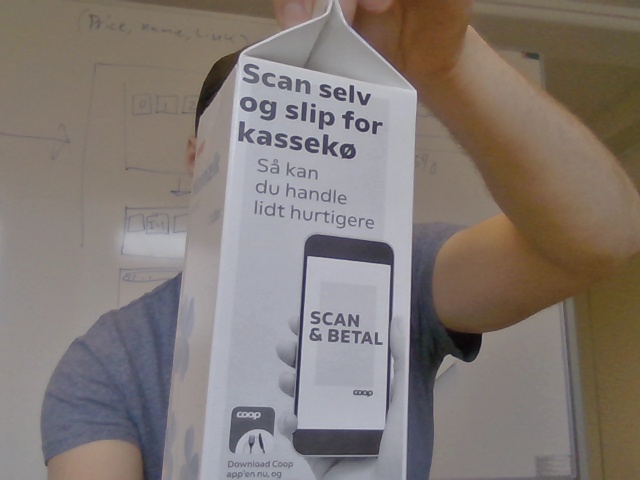 Scan selv
og slip for
kassekø
Så kan
du handle
lidt hurtigere
SCAN
& BETAL
coop
coop
Download Coop
app'en nu, og